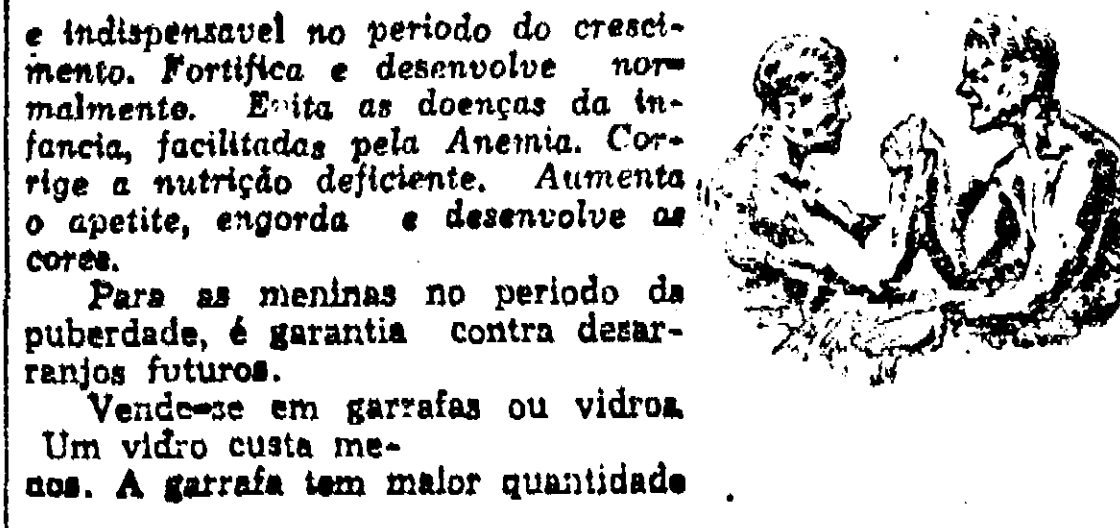 e indispensavel no periodo do cresci-
mento. Fortifica e desenvolve nor-
malmente. Evita as doenças da in-
fancia, facilitadas pela Anemia. Cor-
rige a nutrição deficiente. Aumenta
o apetite, engorda e desenvolve as
cores.
Para as meninas no periodo da
puberdade, é garantia contra desar-
ranjos futuros.
Vende-se em garrafas ou vidros.
Um vidro custa me-
nos. A garrafa tem maior quantidade